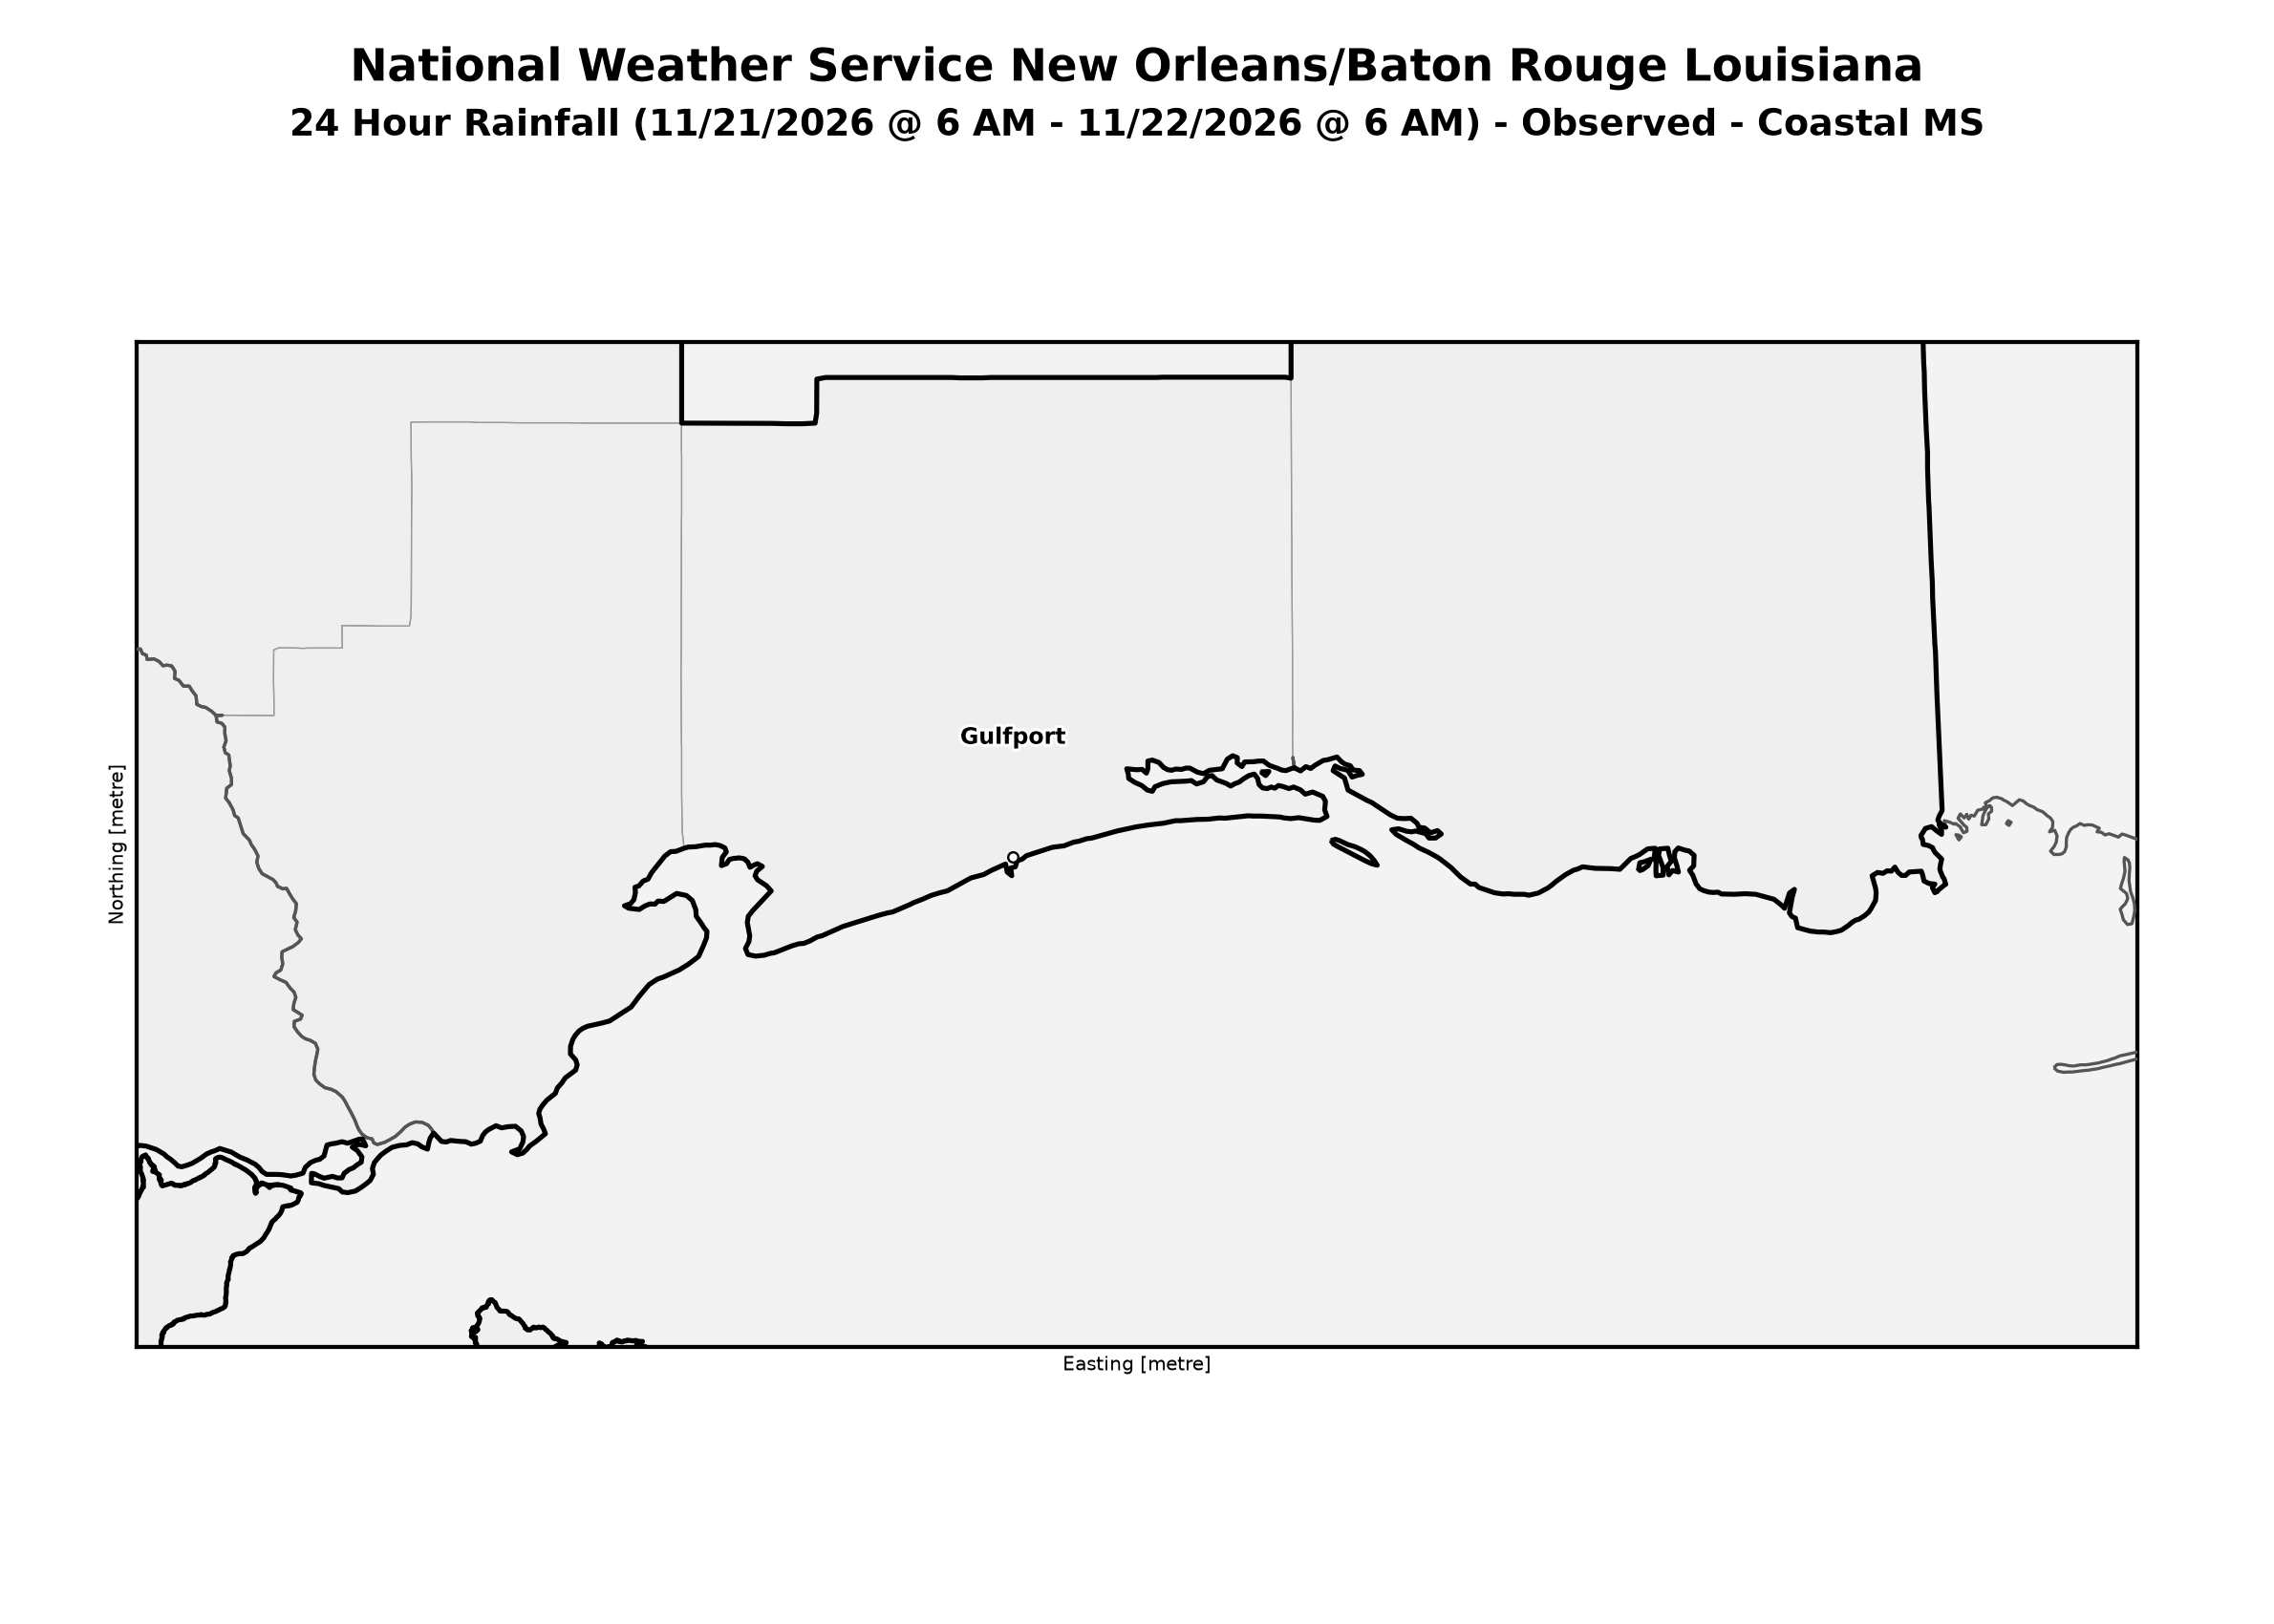 National Weather Service New Orleans/Baton Rouge Louisiana
24 Hour Rainfall (11/21/2026 @ 6 AM - 11/22/2026 @ 6 AM) - Observed - Coastal MS
Gulfport
Northing [metre]
Easting [metre]